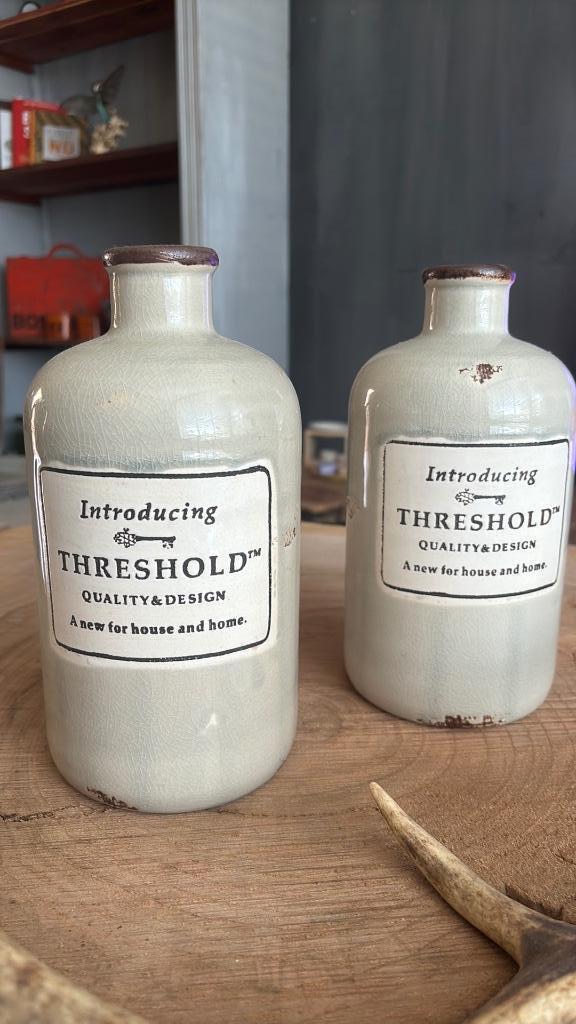 Introducing
THRESHOLD™
QUALITY&DESIGN
A new for house and home.
Introducing
THRESHOLD™
QUALITY&DESIGN
A new for house and home.